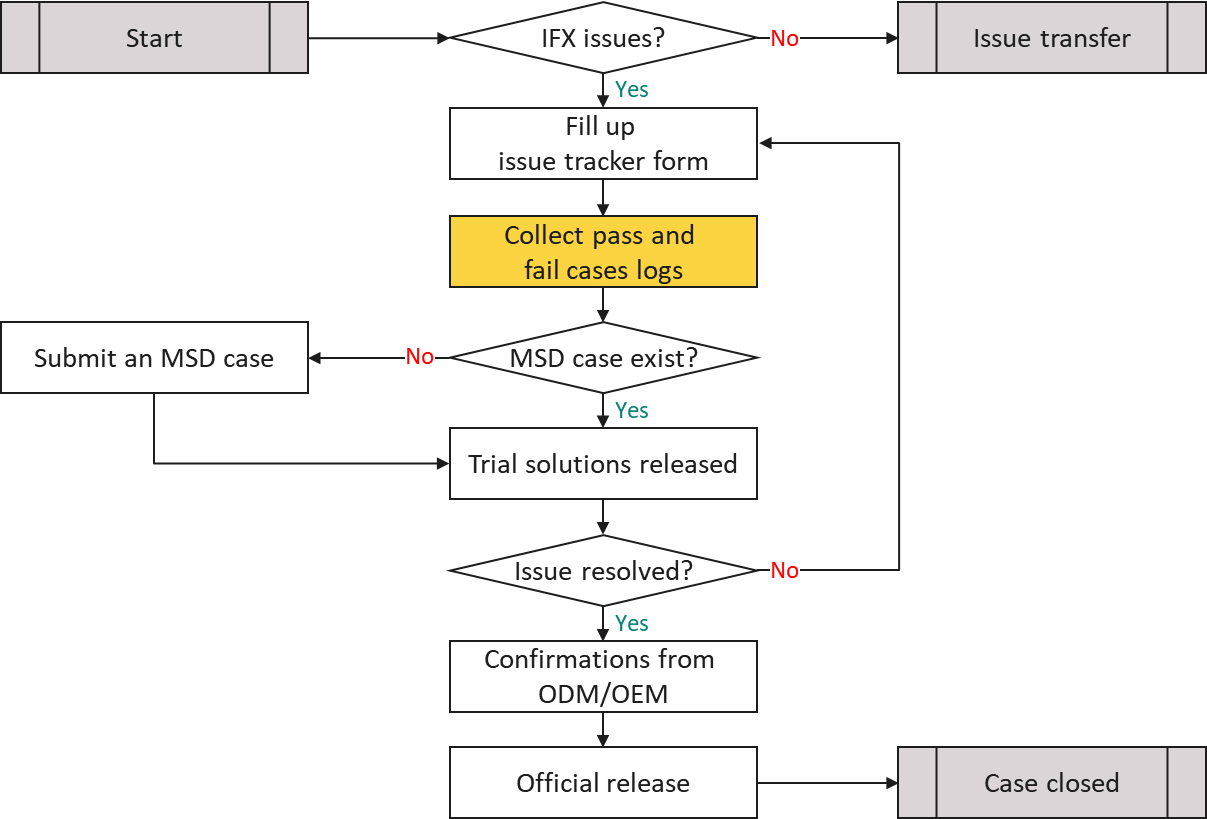 Start
IFX issues?
No
Issue transfer
Yes
Fill up
issue tracker form
Collect pass and
fail cases logs
Submit an MSD case
No
MSD case exist?
Yes
Trial solutions released
Issue resolved?
No
Yes
Confirmations from
ODM/OEM
Official release
Case closed